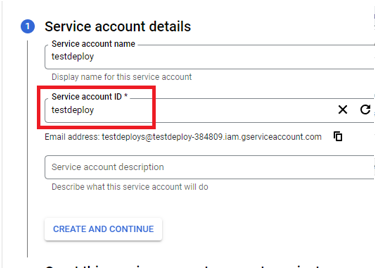 1 Service account details
Service account name
testdeploy
Display name for this service account
Service account ID *
testdeploy
Email address: testdeploys@testdeploy-384809.iam.gserviceaccount.com
Service account description
Describe what this service account will do
CREATE AND CONTINUE